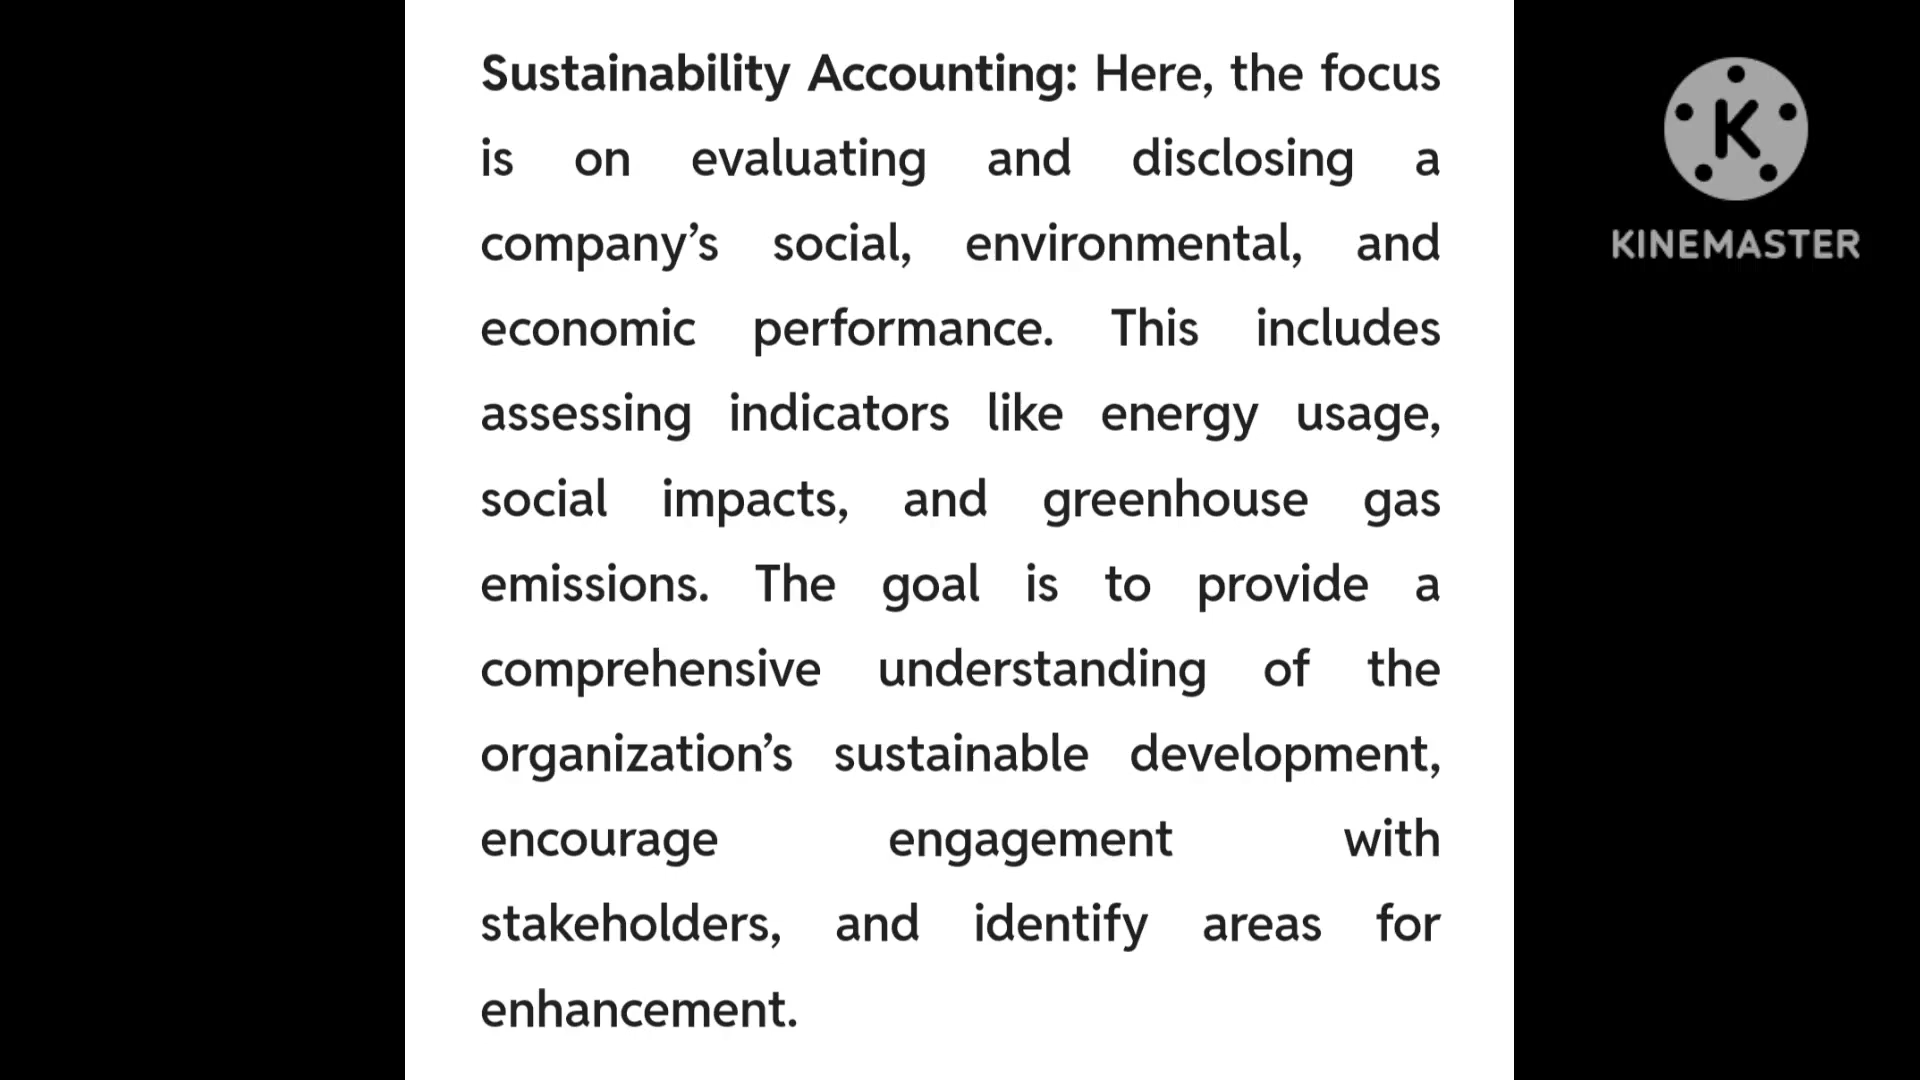 Sustainability Accounting: Here, the focus
is on evaluating and disclosing a
company’s social, environmental, and
economic performance. This includes
assessing indicators like energy usage,
social impacts, and greenhouse gas
emissions. The goal is to provide a
comprehensive understanding of the
organization’s sustainable development,
encourage engagement with
stakeholders, and identify areas for
enhancement.
K
KINEMASTER